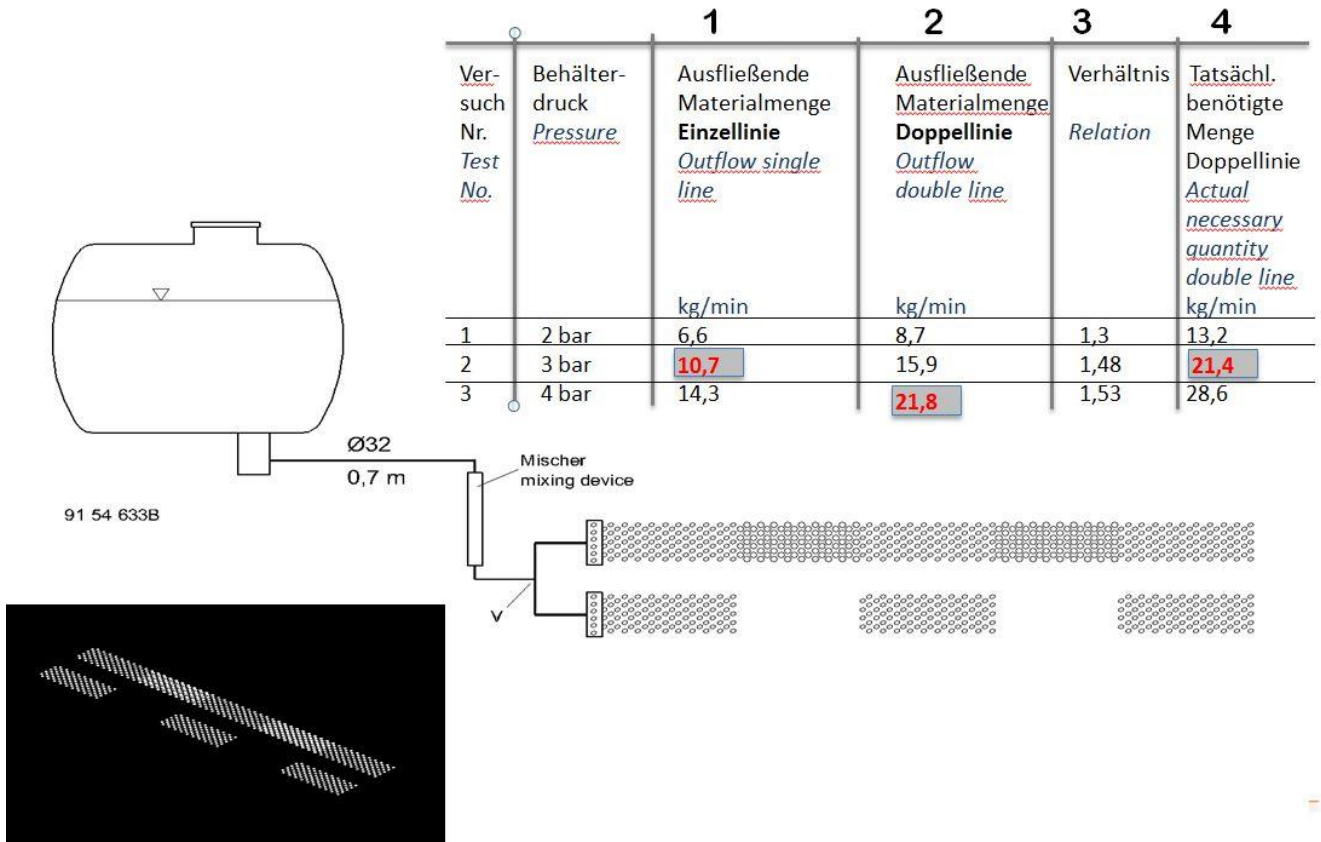 1 2 3 4
Ver- Behälter- Ausfließende Ausfließende Verhältnis Tatsächl.
such druck Materialmenge Materialmenge benötigte
Nr. Pressure Einzellinie Doppellinie Relation Menge
Test Outflow single Outflow Doppellinie
No. line double line Actual
necessary
quantity
double line
kg/min kg/min kg/min
1 2 bar 6,6 8,7 1,3 13,2
2 3 bar 10,7 15,9 1,48 21,4
3 4 bar 14,3 21,8 1,53 28,6
Ø32
0,7 m
Mischer
mixing device
91 54 633B
V